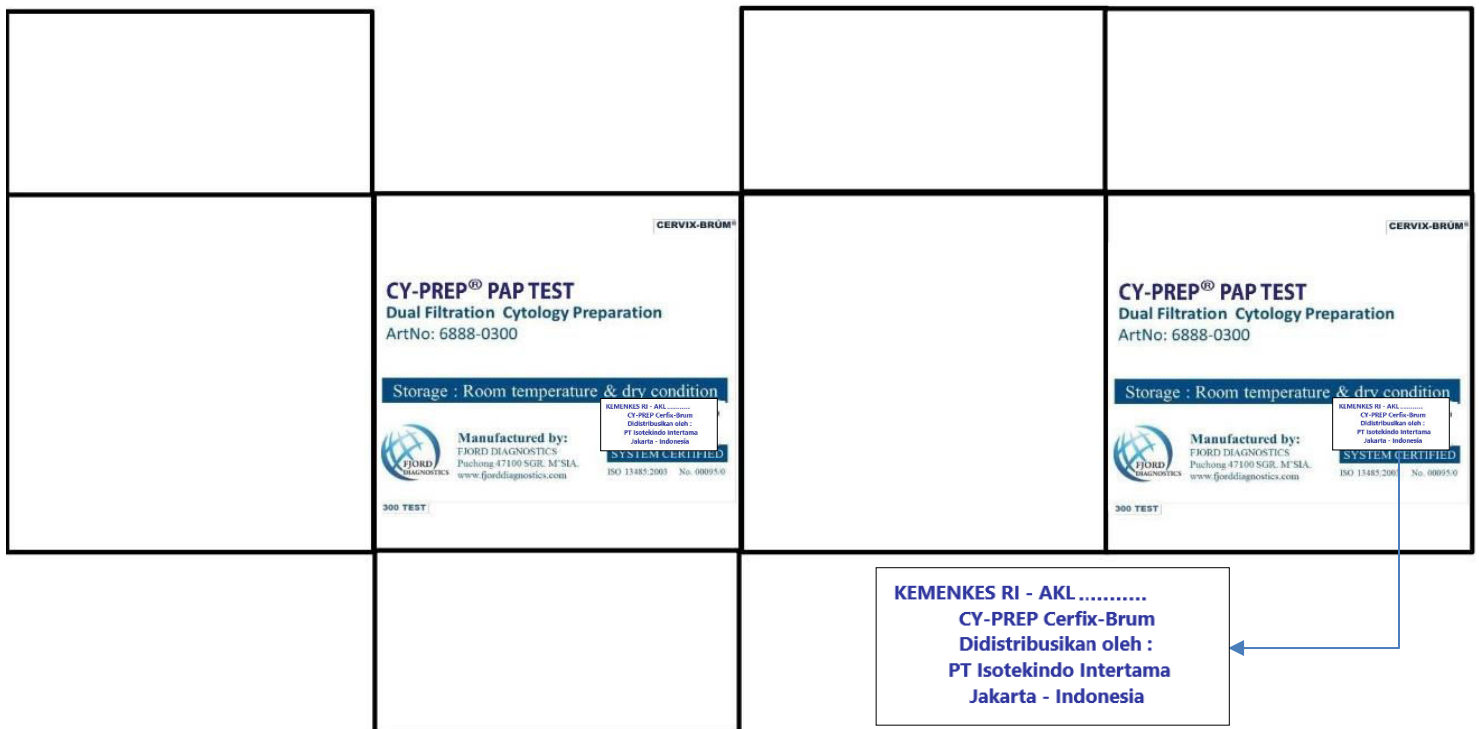 CERVIX-BRÜM®
CY-PREP® PAP TEST
Dual Filtration Cytology Preparation
ArtNo: 6888-0300
Storage : Room temperature & dry condition
KEMENKES RI - AKL ...........
CY-PREP Cerfix-Brum
Didistribusikan oleh :
PT Isotekindo Intertama
Jakarta - Indonesia
FJORD
DIAGNOSTICS
Manufactured by:
FJORD DIAGNOSTICS
Puchong 47100 SGR. M'SIA.
www.fjorddiagnostics.com
SYSTEM CERTIFIED
ISO 13485:2003 No. 00095/0
300 TEST
CERVIX-BRÜM®
CY-PREP® PAP TEST
Dual Filtration Cytology Preparation
ArtNo: 6888-0300
Storage : Room temperature & dry condition
KEMENKES RI - AKL ...........
CY-PREP Cerfix-Brum
Didistribusikan oleh :
PT Isotekindo Intertama
Jakarta - Indonesia
FJORD
DIAGNOSTICS
Manufactured by:
FJORD DIAGNOSTICS
Puchong 47100 SGR. M'SIA.
www.fjorddiagnostics.com
SYSTEM CERTIFIED
ISO 13485:2003 No. 00095/0
300 TEST
KEMENKES RI - AKL ...........
CY-PREP Cerfix-Brum
Didistribusikan oleh :
PT Isotekindo Intertama
Jakarta - Indonesia